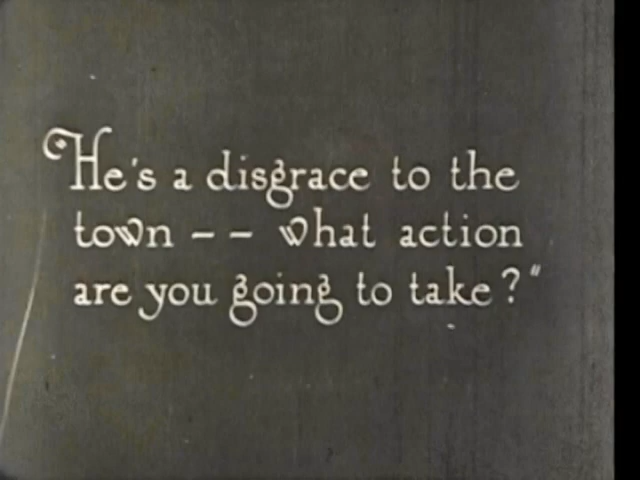 He's a disgrace to the
town -- what action
are you going to take?"